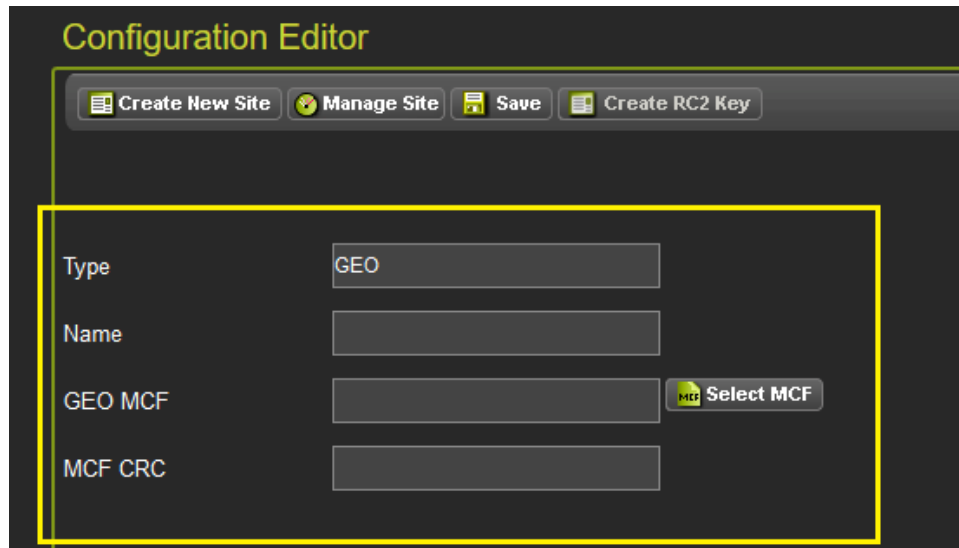 Configuration Editor
Create New Site Manage Site Save Create RC2 Key
Type GEO
Name
GEO MCF MCF Select MCF
MCF CRC